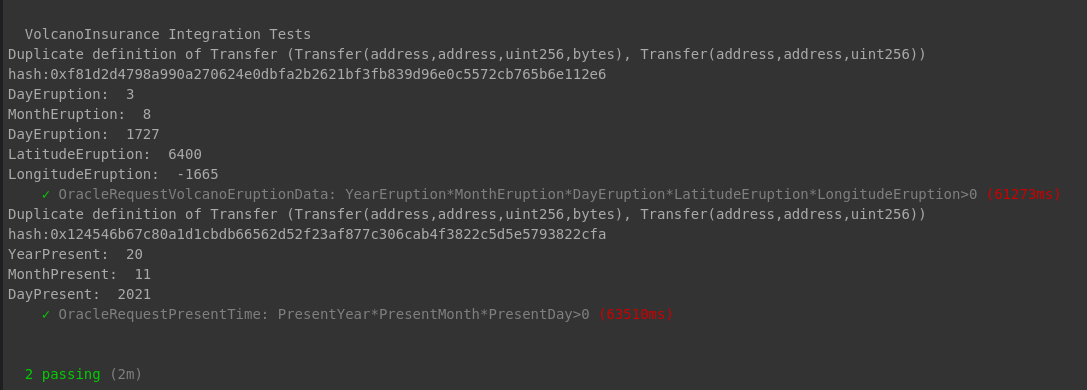 VolcanoInsurance Integration Tests
Duplicate definition of Transfer (Transfer(address,address,uint256,bytes), Transfer(address,address,uint256))
hash:0xf81d2d4798a990a270624e0dbfa2b2621bf3fb839d96e0c5572cb765b6e112e6
DayEruption:  3
MonthEruption:  8
DayEruption:  1727
LatitudeEruption:  6400
LongitudeEruption:  -1665
✓ OracleRequestVolcanoEruptionData: YearEruption*MonthEruption*DayEruption*LatitudeEruption*LongitudeEruption>0 (61273ms)
Duplicate definition of Transfer (Transfer(address,address,uint256,bytes), Transfer(address,address,uint256))
hash:0x124546b67c80a1d1cbdb66562d52f23af877c306cab4f3822c5d5e5793822cfa
YearPresent:  20
MonthPresent:  11
DayPresent:  2021
✓ OracleRequestPresentTime: PresentYear*PresentMonth*PresentDay>0 (63518ms)
2 passing (2m)